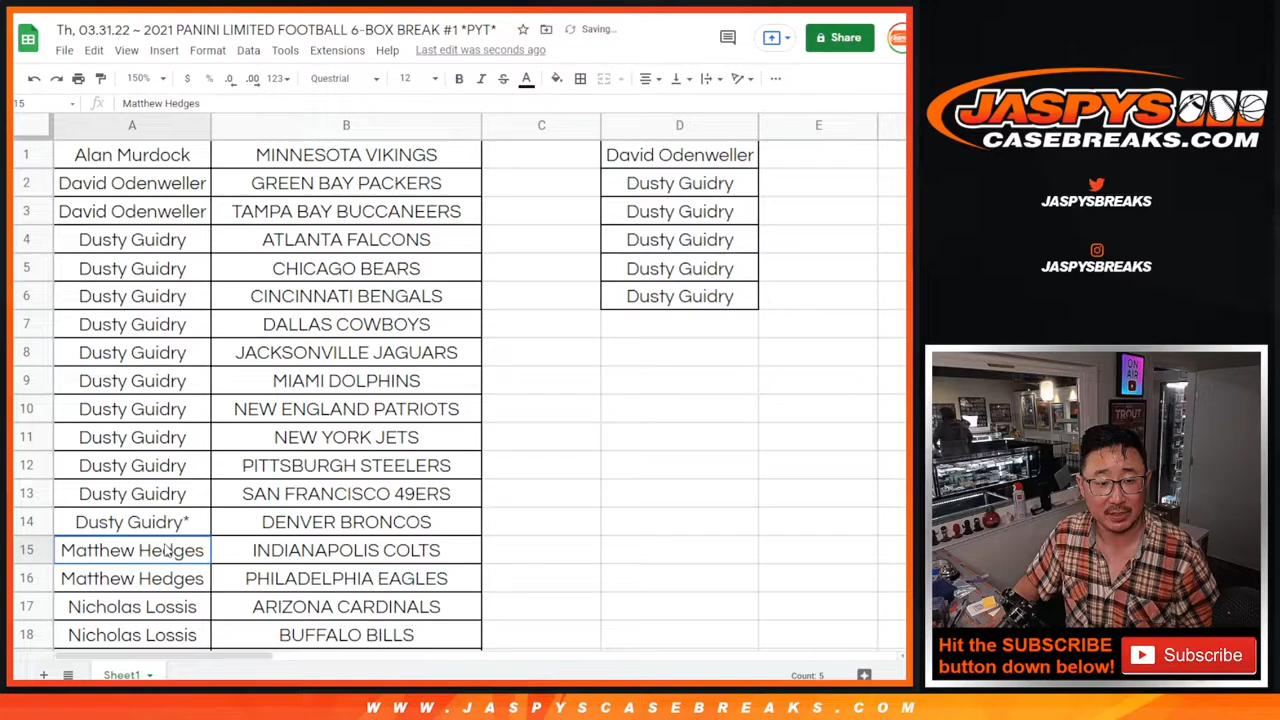 Th, 03.31.22 ~ 2021 PANINI LIMITED FOOTBALL 6-BOX BREAK #1 *PYT*
Saving...
File Edit View Insert Format Data Tools Extensions Help Last edit was seconds ago
Share
150% $ % .0 .00 123 Questrial 12 B I S A
15 fx Matthew Hedges
A B C D E
1 Alan Murdock MINNESOTA VIKINGS David Odenweller
2 David Odenweller GREEN BAY PACKERS Dusty Guidry
3 David Odenweller TAMPA BAY BUCCANEERS Dusty Guidry
4 Dusty Guidry ATLANTA FALCONS Dusty Guidry
5 Dusty Guidry CHICAGO BEARS Dusty Guidry
6 Dusty Guidry CINCINNATI BENGALS Dusty Guidry
7 Dusty Guidry DALLAS COWBOYS
8 Dusty Guidry JACKSONVILLE JAGUARS
9 Dusty Guidry MIAMI DOLPHINS
10 Dusty Guidry NEW ENGLAND PATRIOTS
11 Dusty Guidry NEW YORK JETS
12 Dusty Guidry PITTSBURGH STEELERS
13 Dusty Guidry SAN FRANCISCO 49ERS
14 Dusty Guidry* DENVER BRONCOS
15 Matthew Hedges INDIANAPOLIS COLTS
16 Matthew Hedges PHILADELPHIA EAGLES
17 Nicholas Lossis ARIZONA CARDINALS
18 Nicholas Lossis BUFFALO BILLS
Sheet1
Count: 5
JASPYS
CASEBREAKS.COM
JASPYSBREAKS
JASPYSBREAKS
ON AIR
TROUT
Hit the SUBSCRIBE
button down below!
Subscribe
WWW.JASPYSCASEBREAKS.COM